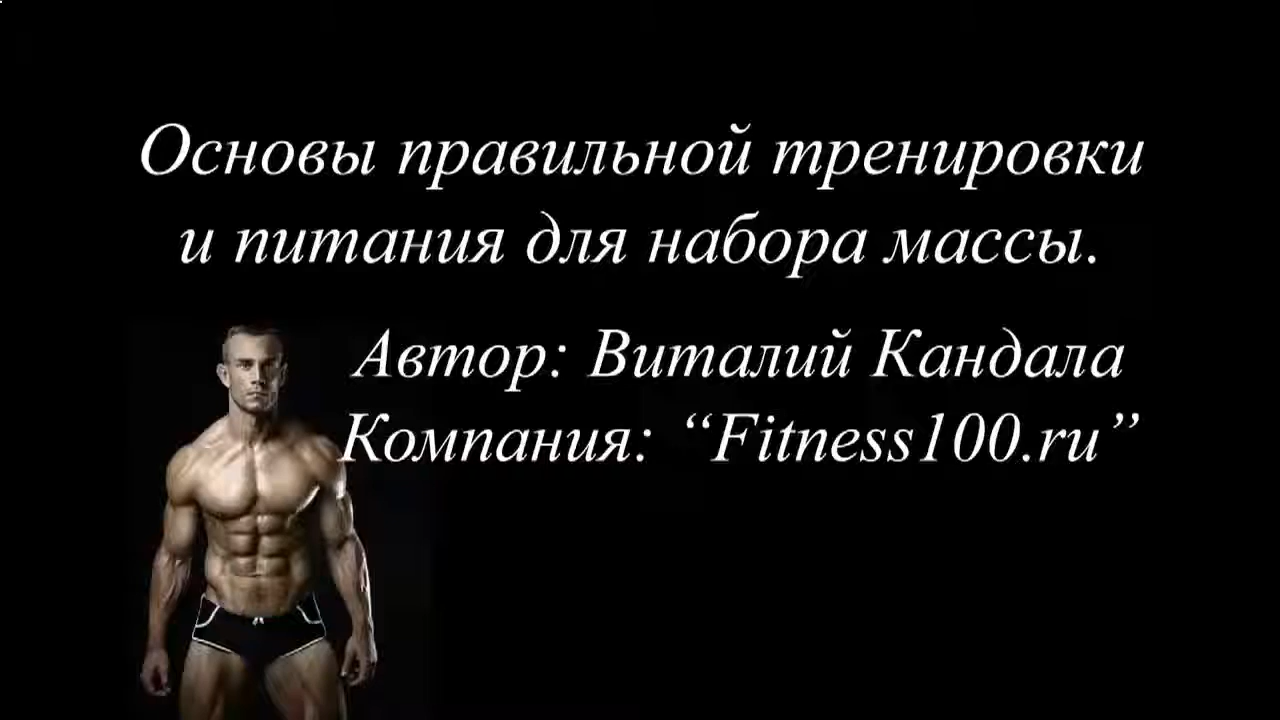 Основы правильной тренировки
и питания для набора массы.
Автор: Виталий Кандала
Компания: “Fitness100.ru”